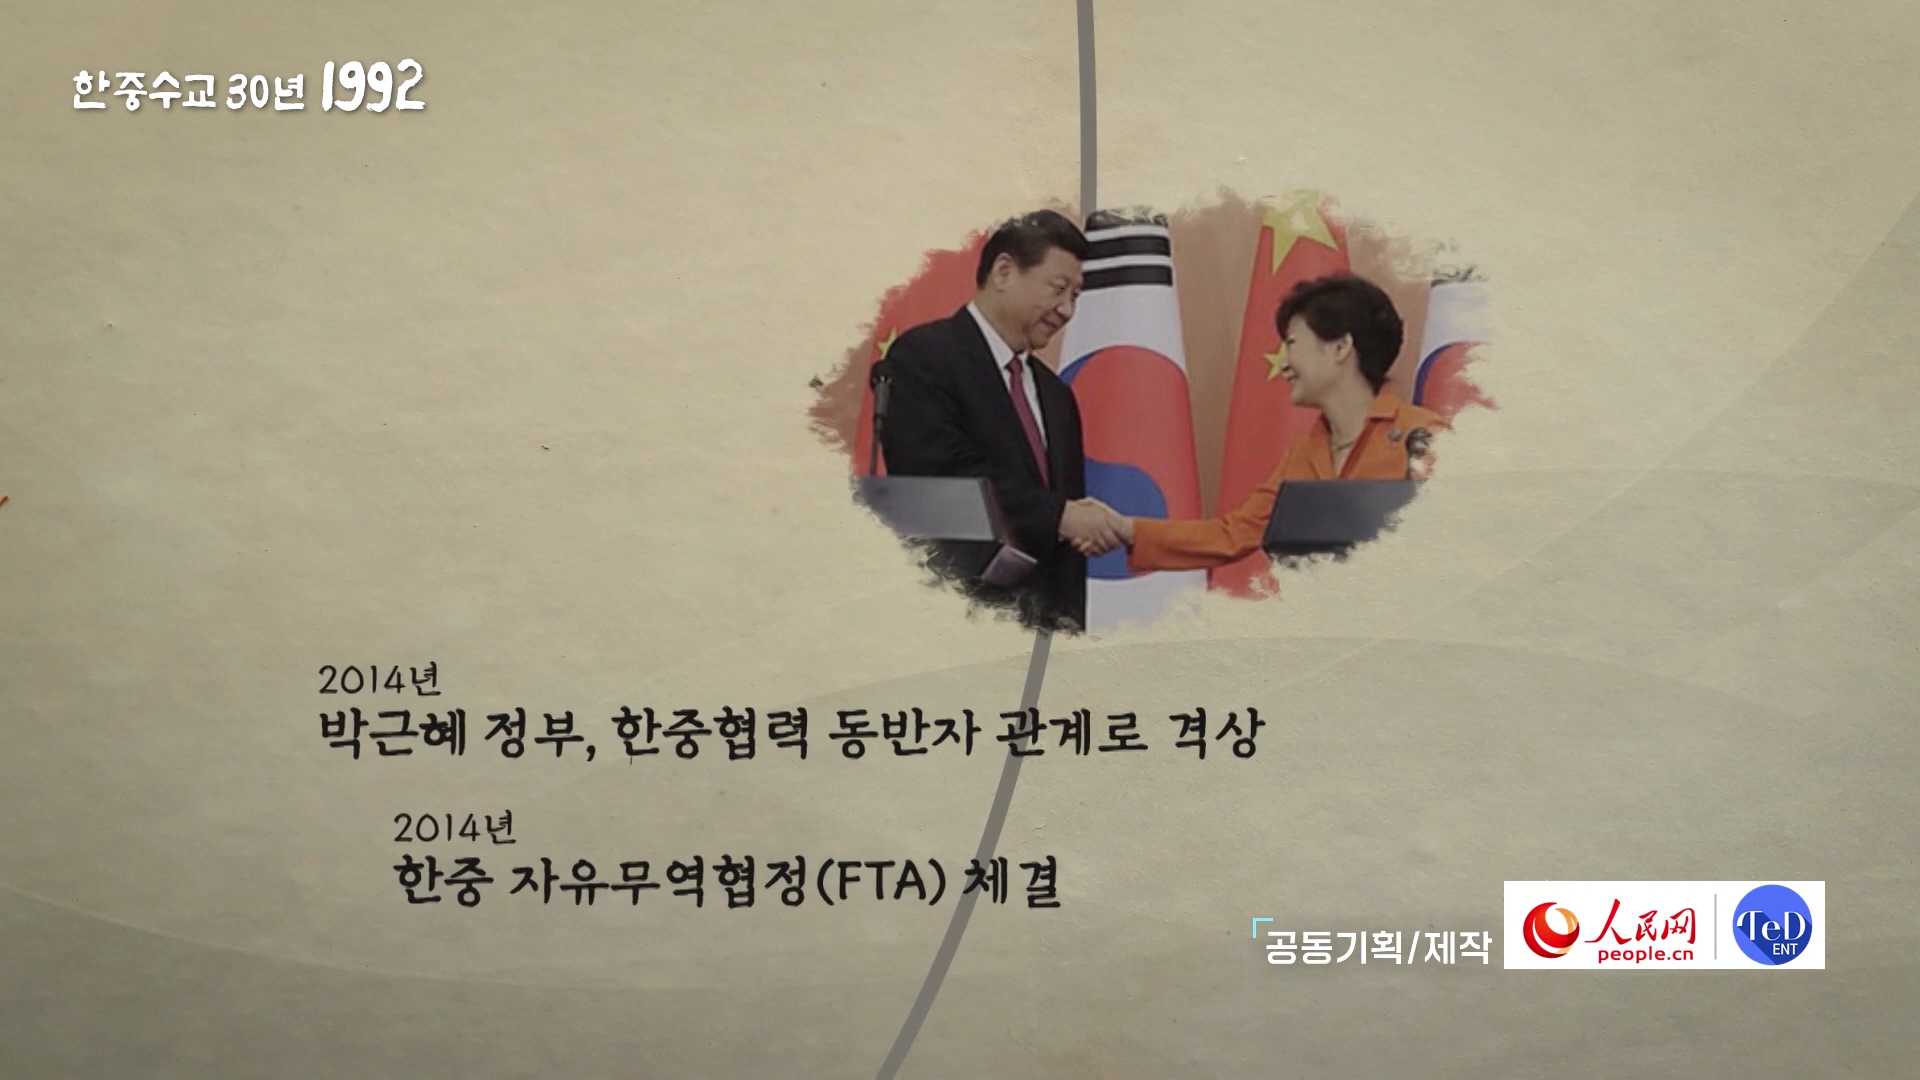 한중수교 30년 1992
2014년
박근혜 정부, 한중협력 동반자 관계로 격상
2014년
한중 자유무역협정(FTA) 체결
공동기획/제작
人民网
people.cn
TeD
ENT